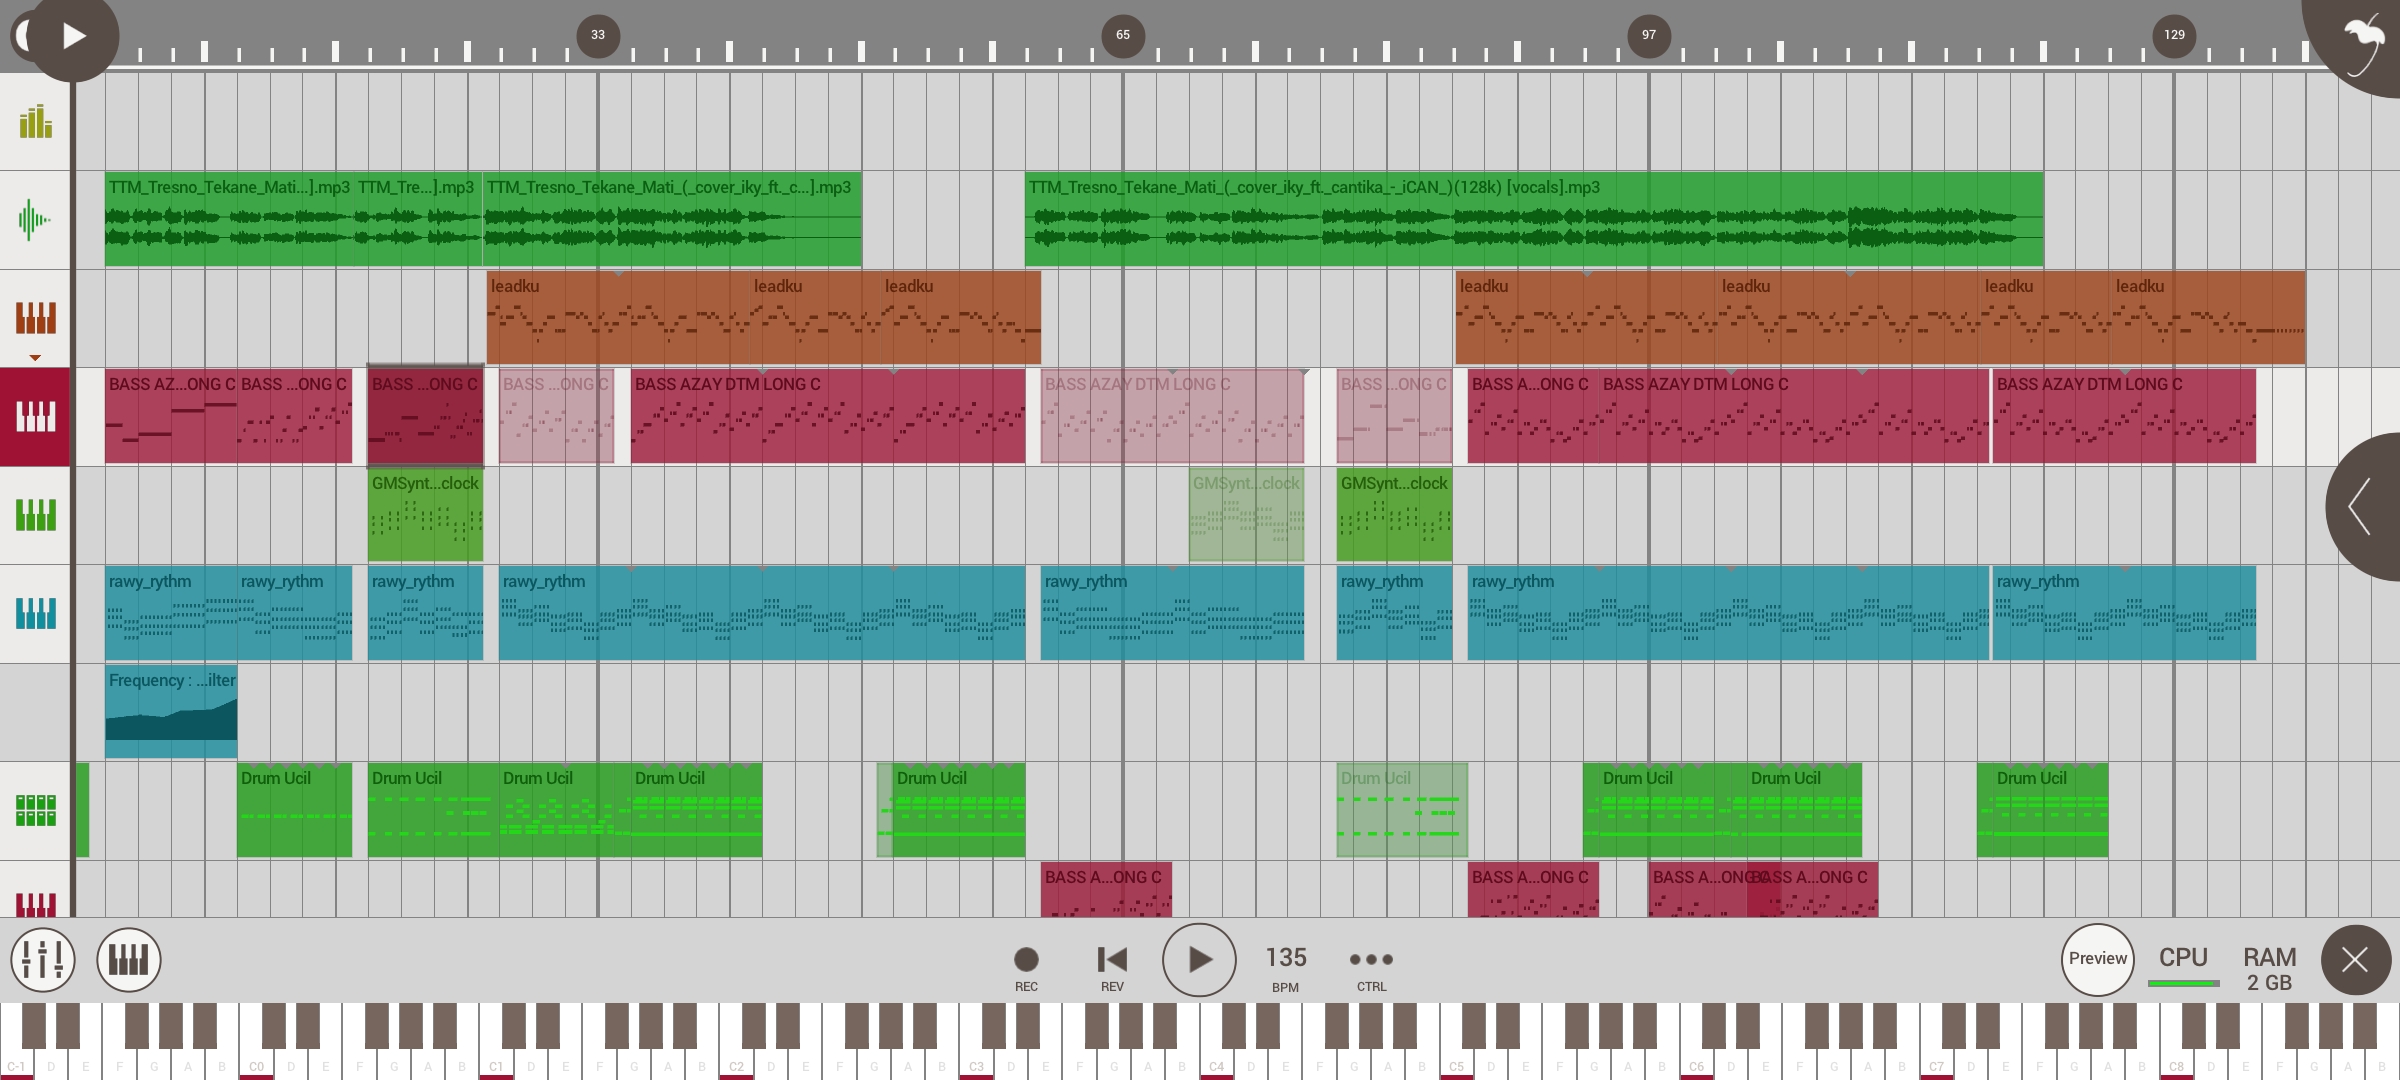 33 65 97 129
TTM_Tresno_Tekane_Mati...].mp3 TTM_Tre...].mp3 TTM_Tresno_Tekane_Mati_(_cover_iky_ft._c...].mp3 TTM_Tresno_Tekane_Mati_(_cover_iky_ft._cantika_-_iCAN_)(128k) [vocals].mp3
leadku leadku leadku leadku leadku leadku leadku
BASS AZ...ONG C BASS ...ONG C BASS ...ONG C BASS ...ONG C BASS AZAY DTM LONG C BASS AZAY DTM LONG C BASS ...ONG C BASS A...ONG C BASS AZAY DTM LONG C BASS AZAY DTM LONG C
GMSynt...clock GMSynt...clock GMSynt...clock
rawy_rythm rawy_rythm rawy_rythm rawy_rythm rawy_rythm rawy_rythm rawy_rythm rawy_rythm
Frequency : ...ilter
Drum Ucil Drum Ucil Drum Ucil Drum Ucil Drum Ucil Drum Ucil Drum Ucil Drum Ucil Drum Ucil
BASS A...ONG C BASS A...ONG C BASS A...ONG C BASS A...ONG C
135 Preview CPU RAM
REC REV BPM CTRL 2 GB
C-1 D E F G A B C0 D E F G A B C1 D E F G A B C2 D E F G A B C3 D E F G A B C4 D E F G A B C5 D E F G A B C6 D E F G A B C7 D E F G A B C8 D E F G A B